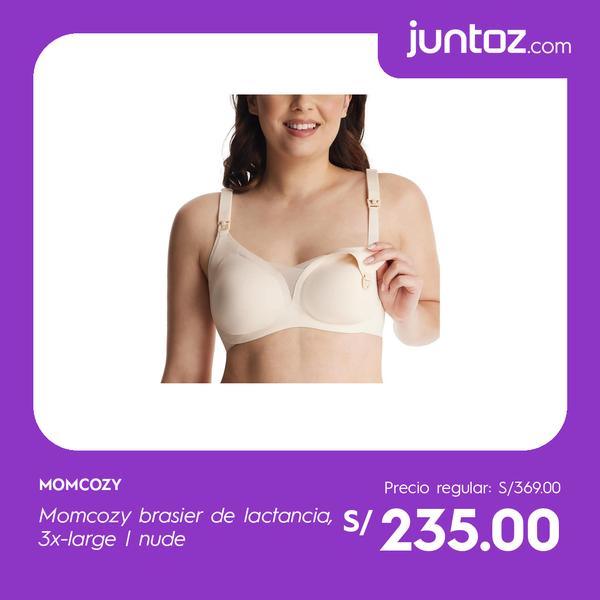 juntoz.com
MOMCOZY
Momcozy brasier de lactancia,
3x-large | nude
Precio regular: S/369.00
S/ 235.00